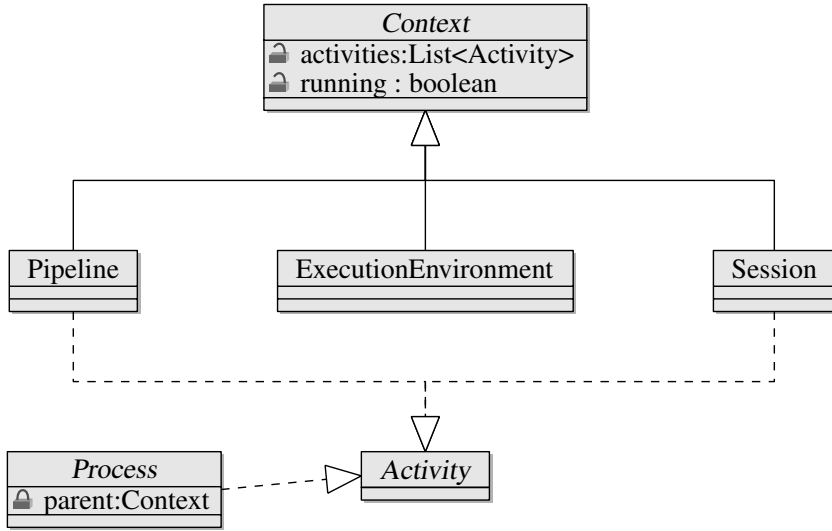 Context
activities:List<Activity>
running : boolean
Pipeline
ExecutionEnvironment
Session
Process
parent:Context
Activity